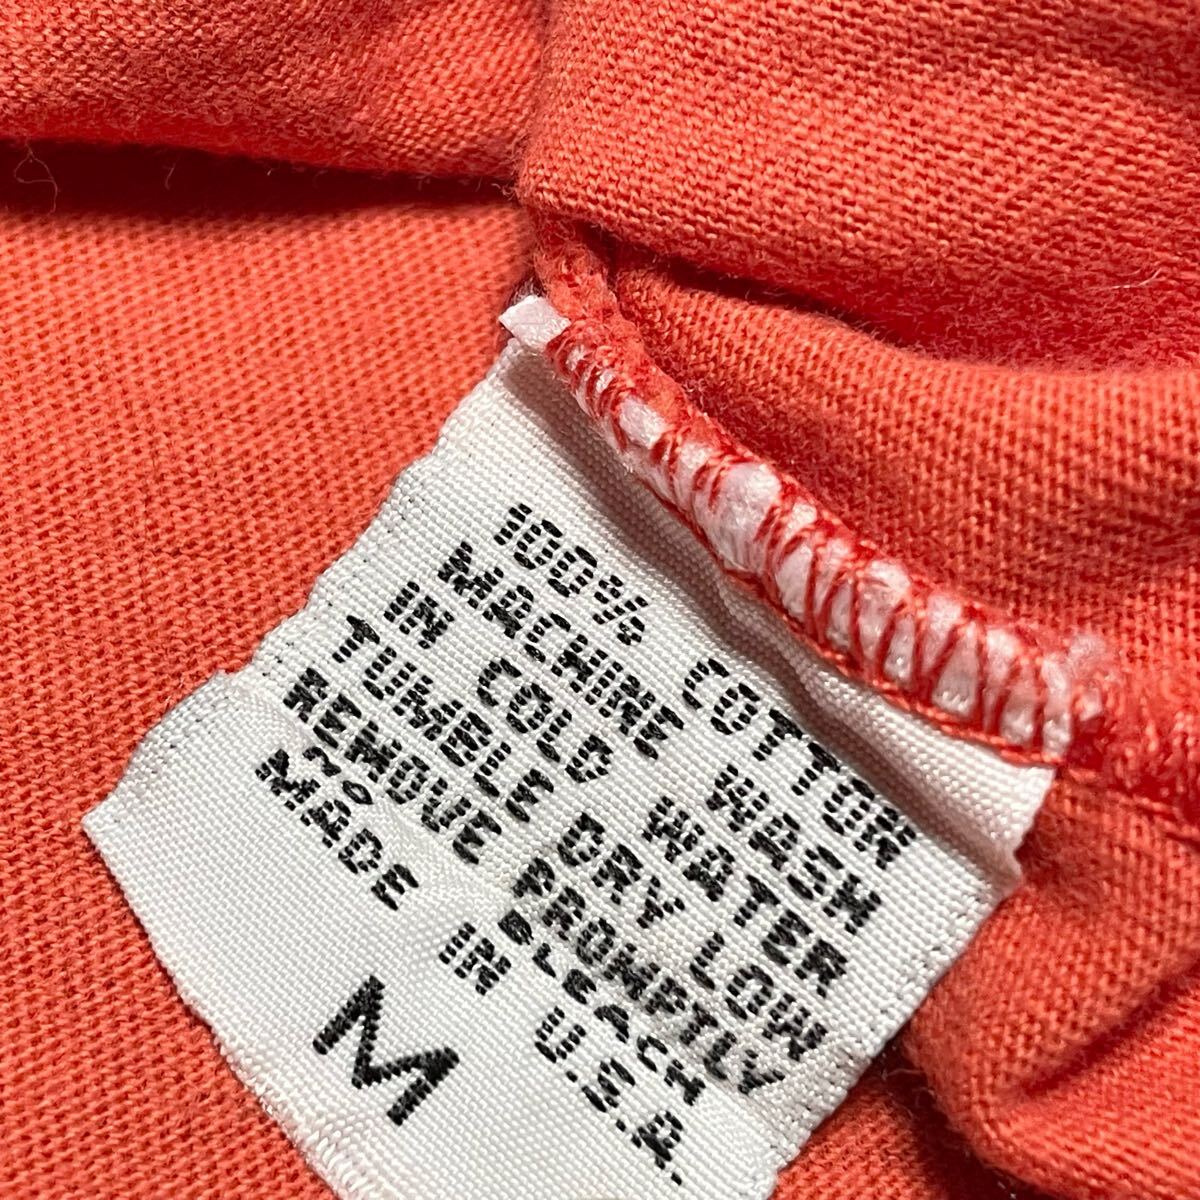 100% COTTON
MACHINE WASH
IN COLD WATER
TUMBLE DRY LOW
REMOVE PROMPTLY
NO BLEACH
MADE IN U.S.A.
M